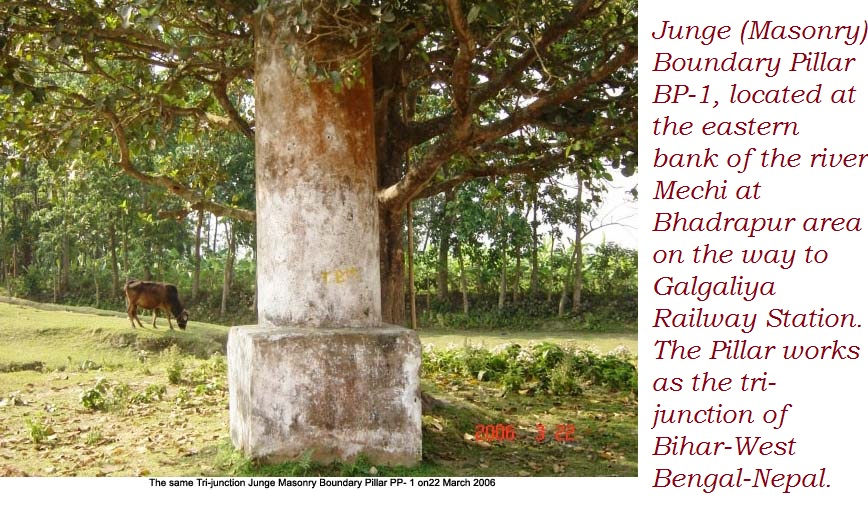 Junge (Masonry)
Boundary Pillar
BP-1, located at
the eastern
bank of the river
Mechi at
Bhadrapur area
on the way to
Galgaliya
Railway Station.
The Pillar works
as the tri-
junction of
Bihar-West
Bengal-Nepal.
2006 3 22
The same Tri-junction Junge Masonry Boundary Pillar PP- 1 on22 March 2006